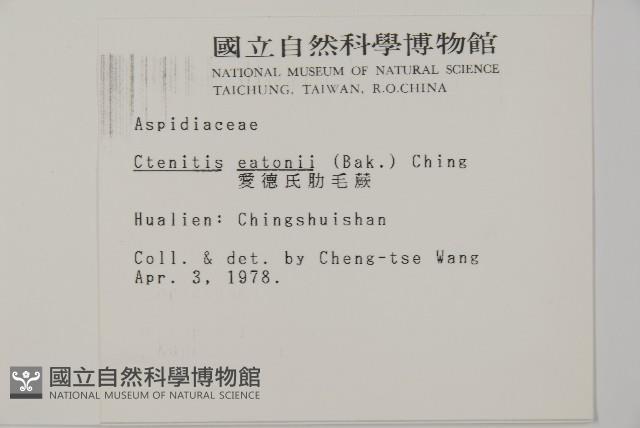 國立自然科學博物館
NATIONAL MUSEUM OF NATURAL SCIENCE
TAICHUNG, TAIWAN, R.O.CHINA
Aspidiaceae
Ctenitis eatonii (Bak.) Ching
愛德氏肋毛蕨
Hualien: Chingshuishan
Coll. & det. by Cheng-tse Wang
Apr. 3, 1978.
國立自然科學博物館
NATIONAL MUSEUM OF NATURAL SCIENCE